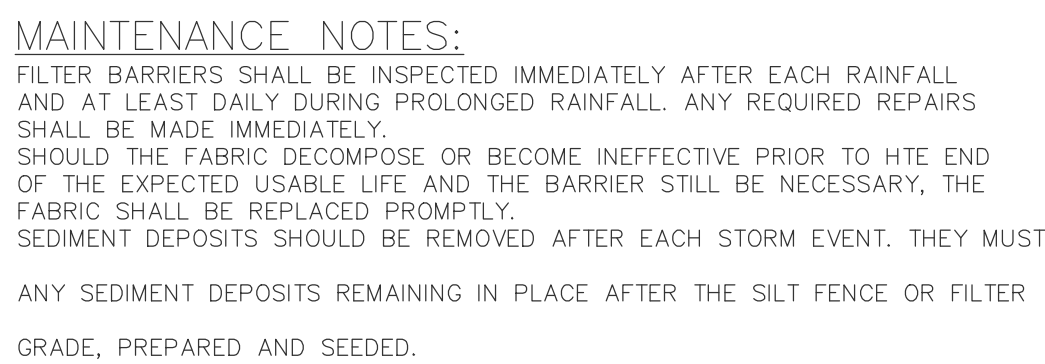 MAINTENANCE NOTES:
FILTER BARRIERS SHALL BE INSPECTED IMMEDIATELY AFTER EACH RAINFALL
AND AT LEAST DAILY DURING PROLONGED RAINFALL. ANY REQUIRED REPAIRS
SHALL BE MADE IMMEDIATELY.
SHOULD THE FABRIC DECOMPOSE OR BECOME INEFFECTIVE PRIOR TO HTE END
OF THE EXPECTED USABLE LIFE AND THE BARRIER STILL BE NECESSARY, THE
FABRIC SHALL BE REPLACED PROMPTLY.
SEDIMENT DEPOSITS SHOULD BE REMOVED AFTER EACH STORM EVENT. THEY MUST
ANY SEDIMENT DEPOSITS REMAINING IN PLACE AFTER THE SILT FENCE OR FILTER
GRADE, PREPARED AND SEEDED.